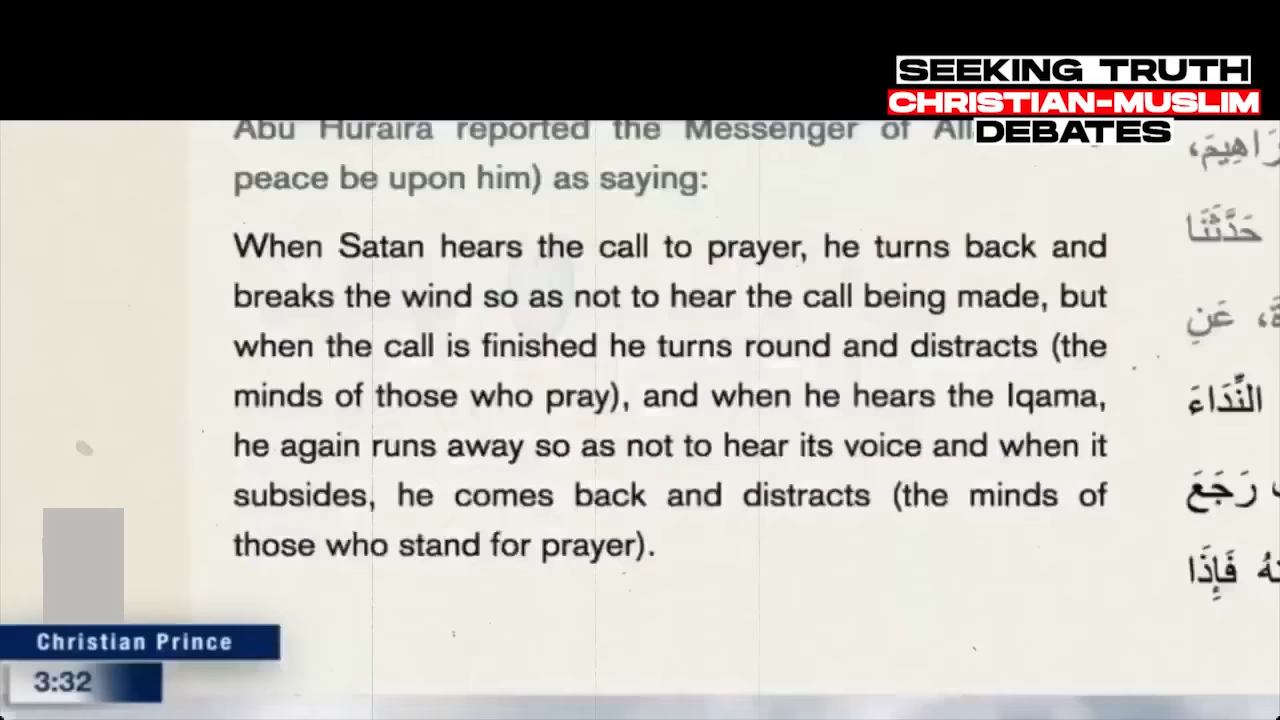 SEEKING TRUTH
CHRISTIAN-MUSLIM
DEBATES
Abu Huraira reported the Messenger of
peace be upon him) as saying:
When Satan hears the call to prayer, he turns back and
breaks the wind so as not to hear the call being made, but
when the call is finished he turns round and distracts (the
minds of those who pray), and when he hears the Iqama,
he again runs away so as not to hear its voice and when it
subsides, he comes back and distracts (the minds of
those who stand for prayer).
حَدَّثَنَا
عَنِ
النِّدَاءَ
رَجَعَ
فَإِذَا
Christian Prince
3:32